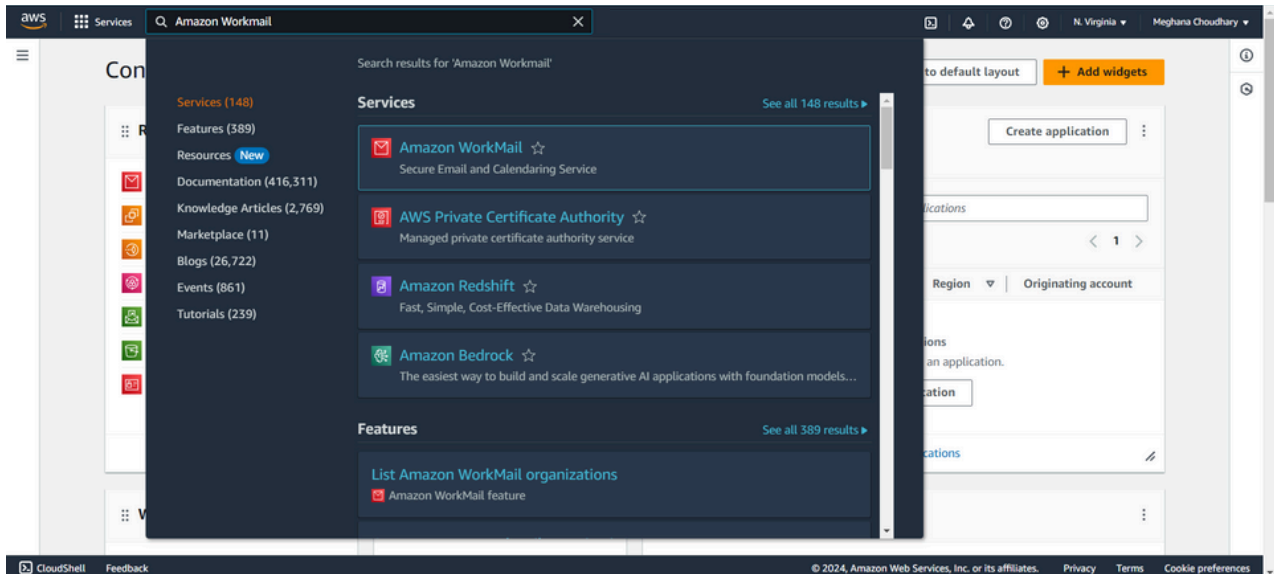 aws Services Amazon Workmail N. Virginia Meghana Choudhary
Con
to default layout + Add widgets
Search results for 'Amazon Workmail'
Services (148)
Features (389)
Resources New
Documentation (416,311)
Knowledge Articles (2,769)
Marketplace (11)
Blogs (26,722)
Events (861)
Tutorials (239)
Services See all 148 results
Amazon WorkMail
Secure Email and Calendaring Service
AWS Private Certificate Authority
Managed private certificate authority service
Amazon Redshift
Fast, Simple, Cost-Effective Data Warehousing
Amazon Bedrock
The easiest way to build and scale generative AI applications with foundation models...
Features See all 389 results
List Amazon WorkMail organizations
Amazon WorkMail feature
R
W
Create application
lications
1
Region Originating account
ions
an application.
ation
cations
CloudShell Feedback © 2024, Amazon Web Services, Inc. or its affiliates. Privacy Terms Cookie preferences